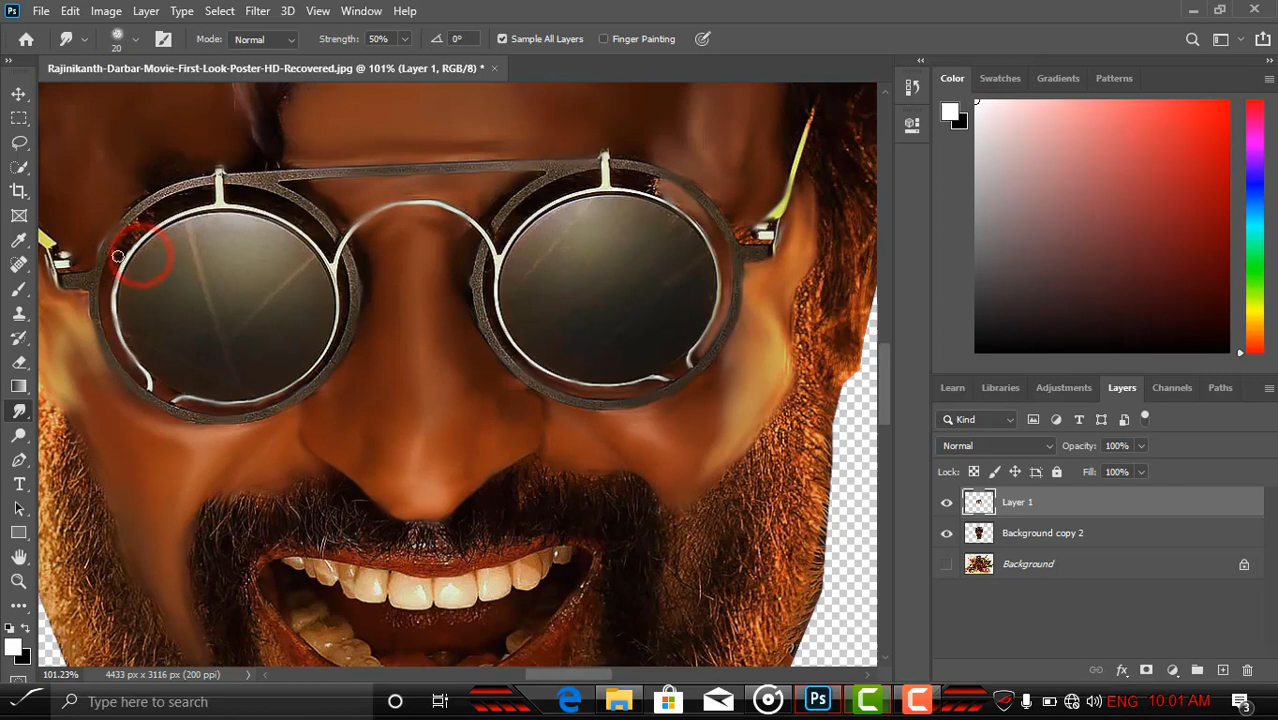 Ps File Edit Image Layer Type Select Filter 3D View Window Help
20 Mode: Normal Strength: 50% 0° Sample All Layers Finger Painting
Rajinikanth-Darbar-Movie-First-Look-Poster-HD-Recovered.jpg @ 101% (Layer 1, RGB/8) *
Color Swatches Gradients Patterns
Learn Libraries Adjustments Layers Channels Paths
Kind
Normal Opacity: 100%
Lock: Fill: 100%
Layer 1
Background copy 2
Background
101.23% 4433 px x 3116 px (200 ppi)
Type here to search Ps ENG 10:01 AM 3